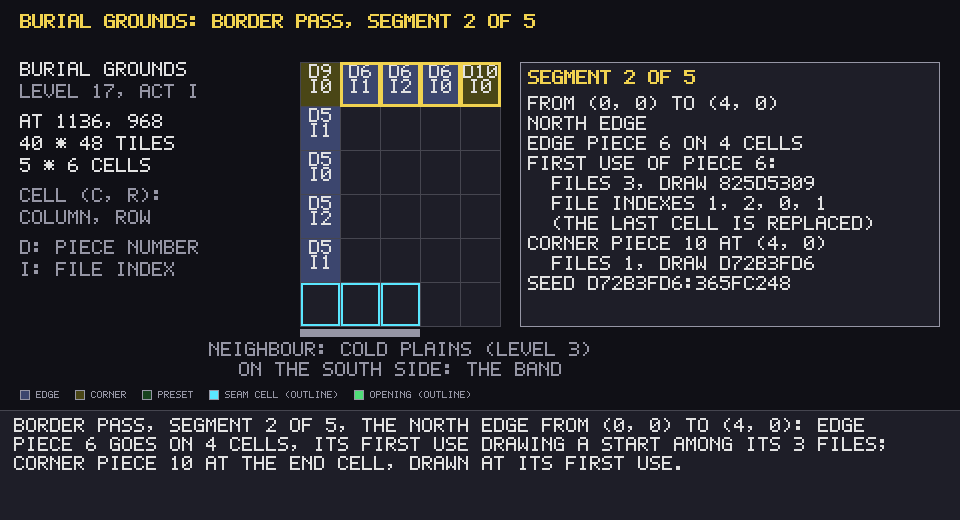 BURIAL GROUNDS: BORDER PASS, SEGMENT 2 OF 5
BURIAL GROUNDS
LEVEL 17, ACT I
AT 1136, 968
40 * 48 TILES
5 * 6 CELLS
CELL (C, R):
COLUMN, ROW
D: PIECE NUMBER
I: FILE INDEX
D9 D6 D6 D6 D10
I0 I1 I2 I0 I0
D5
I1
D5
I0
D5
I2
D5
I1
NEIGHBOUR: COLD PLAINS (LEVEL 3)
ON THE SOUTH SIDE: THE BAND
SEGMENT 2 OF 5
FROM (0, 0) TO (4, 0)
NORTH EDGE
EDGE PIECE 6 ON 4 CELLS
FIRST USE OF PIECE 6:
FILES 3, DRAW 825D5309
FILE INDEXES 1, 2, 0, 1
(THE LAST CELL IS REPLACED)
CORNER PIECE 10 AT (4, 0)
FILES 1, DRAW D72B3FD6
SEED D72B3FD6:365FC248
EDGE CORNER PRESET SEAM CELL (OUTLINE) OPENING (OUTLINE)
BORDER PASS, SEGMENT 2 OF 5, THE NORTH EDGE FROM (0, 0) TO (4, 0): EDGE
PIECE 6 GOES ON 4 CELLS, ITS FIRST USE DRAWING A START AMONG ITS 3 FILES;
CORNER PIECE 10 AT THE END CELL, DRAWN AT ITS FIRST USE.